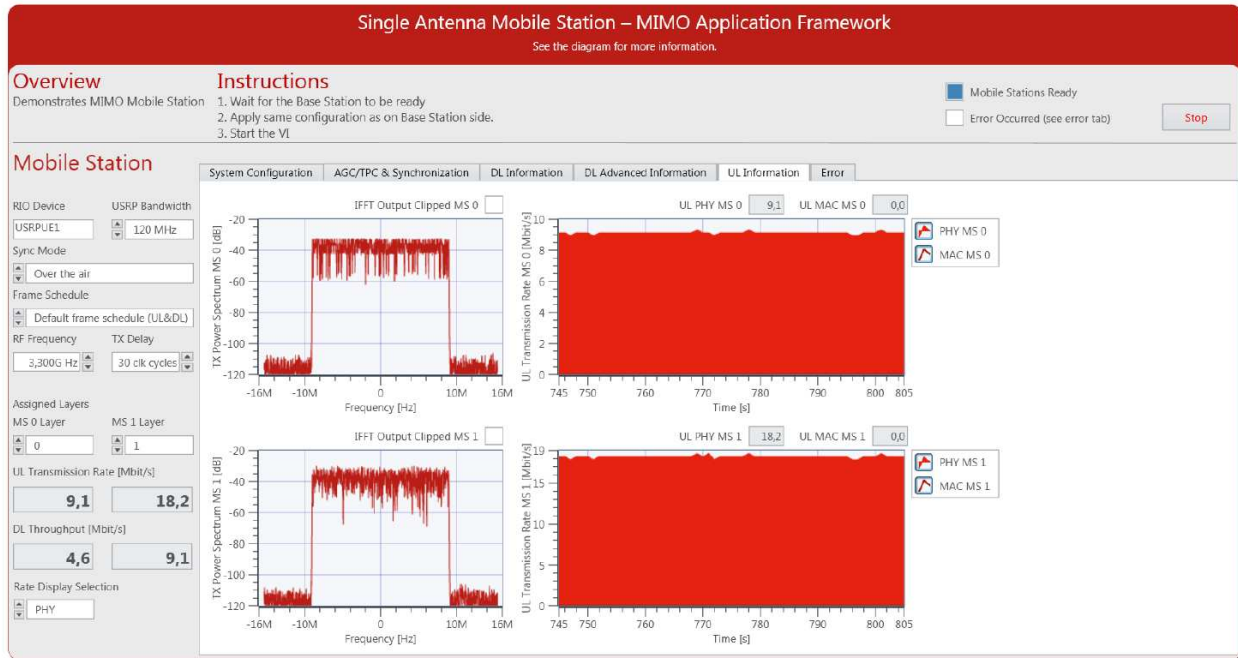 Single Antenna Mobile Station – MIMO Application Framework
See the diagram for more information.
Overview
Demonstrates MIMO Mobile Station
Instructions
1. Wait for the Base Station to be ready
2. Apply same configuration as on Base Station side.
3. Start the VI
Mobile Stations Ready
Error Occurred (see error tab)
Stop
Mobile Station
RIO Device USRP Bandwidth
USRPUE1 120 MHz
Sync Mode
Over the air
Frame Schedule
Default frame schedule (UL&DL)
RF Frequency TX Delay
3,300G Hz 30 clk cycles
Assigned Layers
MS 0 Layer MS 1 Layer
0 1
UL Transmission Rate [Mbit/s]
9,1 18,2
DL Throughput [Mbit/s]
4,6 9,1
Rate Display Selection
PHY
System Configuration AGC/TPC & Synchronization DL Information DL Advanced Information UL Information Error
IFFT Output Clipped MS 0
TX Power Spectrum MS 0 [dB]
-20
-40
-60
-80
-100
-120
-16M -10M 0 10M 16M
Frequency [Hz]
UL PHY MS 0 9,1 UL MAC MS 0 0,0
UL Transmission Rate MS 0 [Mbit/s]
10
8
6
4
2
0
745 750 760 770 780 790 800 805
Time [s]
PHY MS 0
MAC MS 0
IFFT Output Clipped MS 1
TX Power Spectrum MS 1 [dB]
-20
-40
-60
-80
-100
-120
-16M -10M 0 10M 16M
Frequency [Hz]
UL PHY MS 1 18,2 UL MAC MS 1 0,0
UL Transmission Rate MS 1 [Mbit/s]
19
15
10
5
0
745 750 760 770 780 790 800 805
Time [s]
PHY MS 1
MAC MS 1